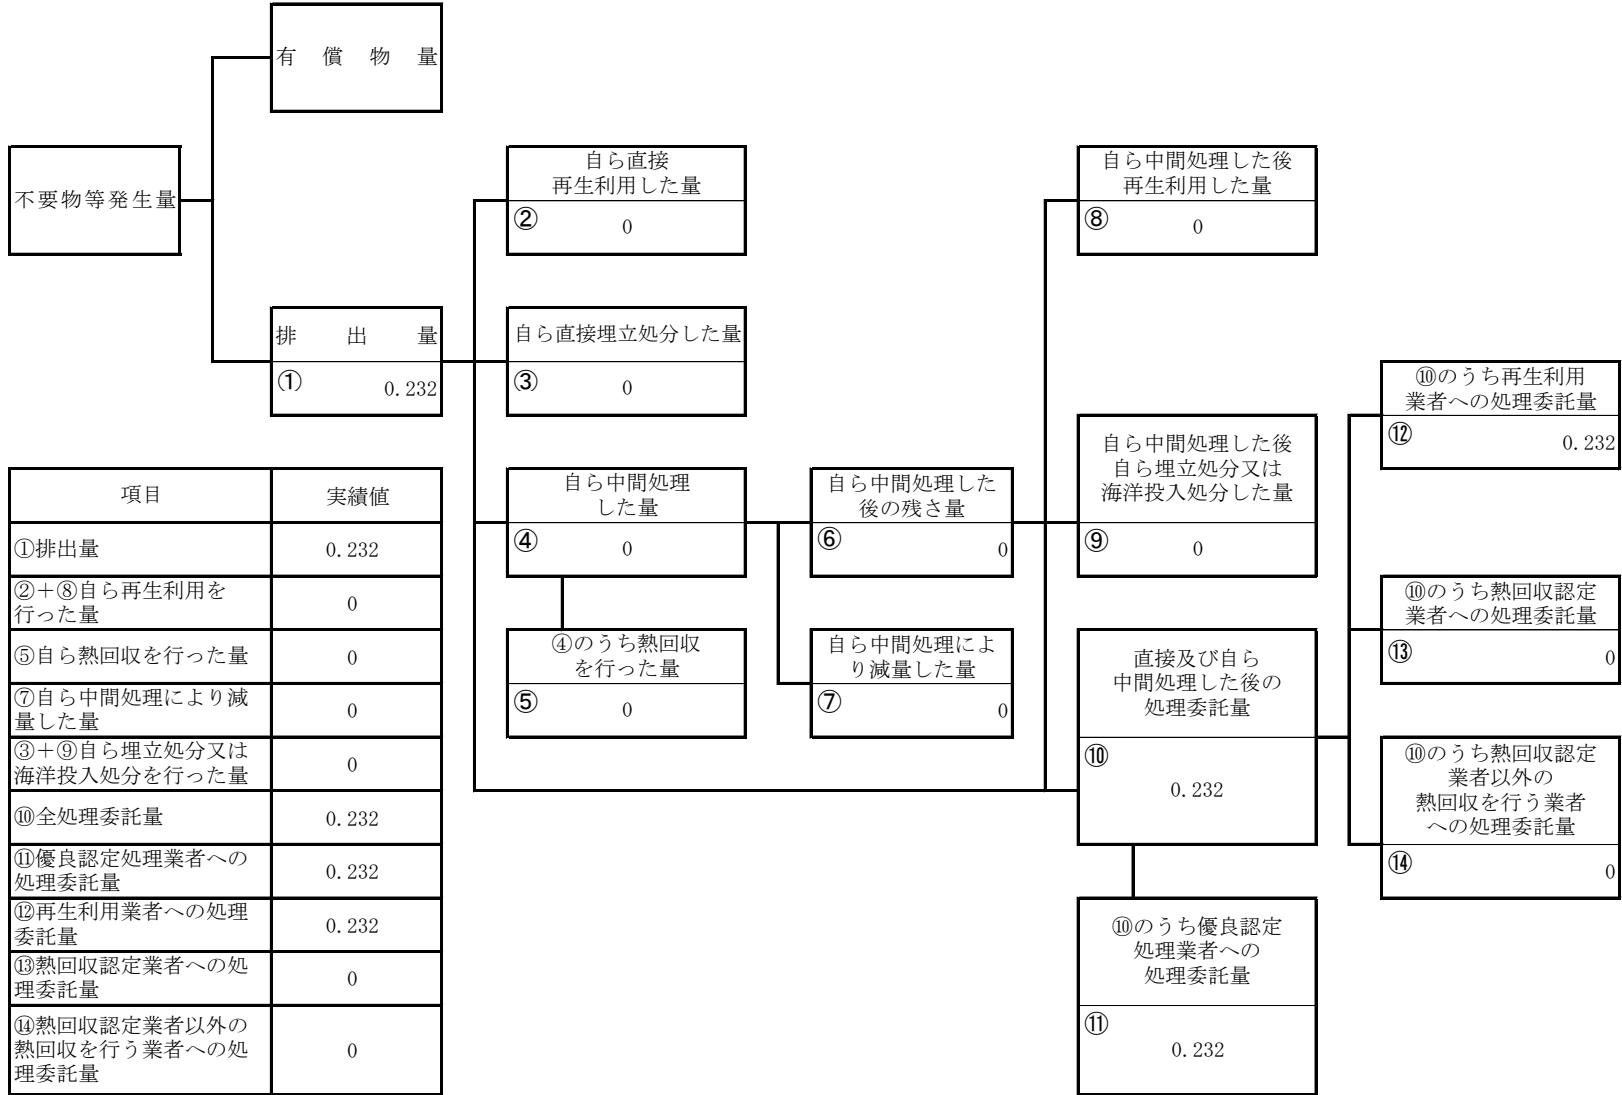 有償物量
不要物等発生量
排出量
① 0.232
自ら直接
再生利用した量
② 0
自ら直接埋立処分した量
③ 0
自ら中間処理
した量
④ 0
④のうち熱回収
を行った量
⑤ 0
自ら中間処理した
後の残さ量
⑥ 0
自ら中間処理によ
り減量した量
⑦ 0
自ら中間処理した後
再生利用した量
⑧ 0
自ら中間処理した後
自ら埋立処分又は
海洋投入処分した量
⑨ 0
直接及び自ら
中間処理した後の
処理委託量
⑩
0.232
⑩のうち優良認定
処理業者への
処理委託量
⑪
0.232
⑩のうち再生利用
業者への処理委託量
⑫ 0.232
⑩のうち熱回収認定
業者への処理委託量
⑬ 0
⑩のうち熱回収認定
業者以外の
熱回収を行う業者
への処理委託量
⑭ 0
項目 実績値
①排出量 0.232
②＋⑧自ら再生利用を
行った量 0
⑤自ら熱回収を行った量 0
⑦自ら中間処理により減
量した量 0
③＋⑨自ら埋立処分又は
海洋投入処分を行った量 0
⑩全処理委託量 0.232
⑪優良認定処理業者への
処理委託量 0.232
⑫再生利用業者への処理
委託量 0.232
⑬熱回収認定業者への処
理委託量 0
⑭熱回収認定業者以外の
熱回収を行う業者への処
理委託量 0